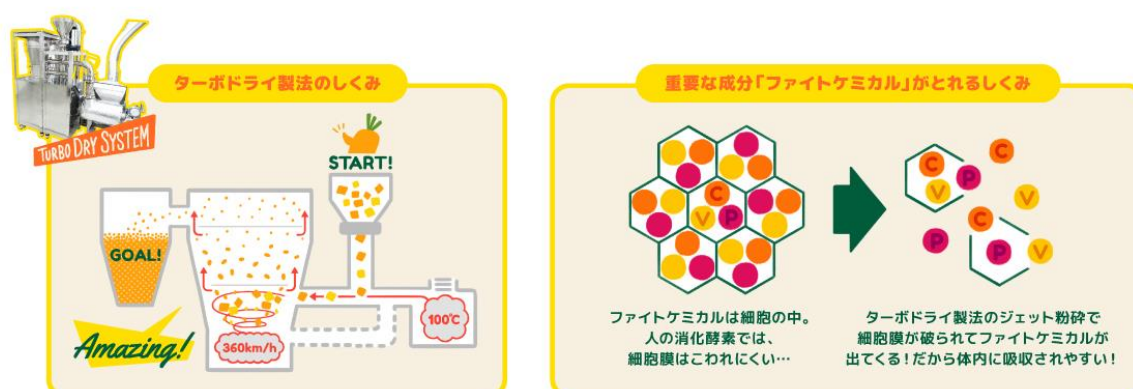 ターボドライ製法のしくみ
TURBO DRY SYSTEM
START!
GOAL!
100℃
360km/h
Amazing!
重要な成分「ファイトケミカル」がとれるしくみ
C
V
P
C
V
P
C
V
C
P
P
V
ファイトケミカルは細胞の中。
人の消化酵素では、
細胞膜はこわれにくい…
ターボドライ製法のジェット粉砕で
細胞膜が破られてファイトケミカルが
出てくる!だから体内に吸収されやすい!